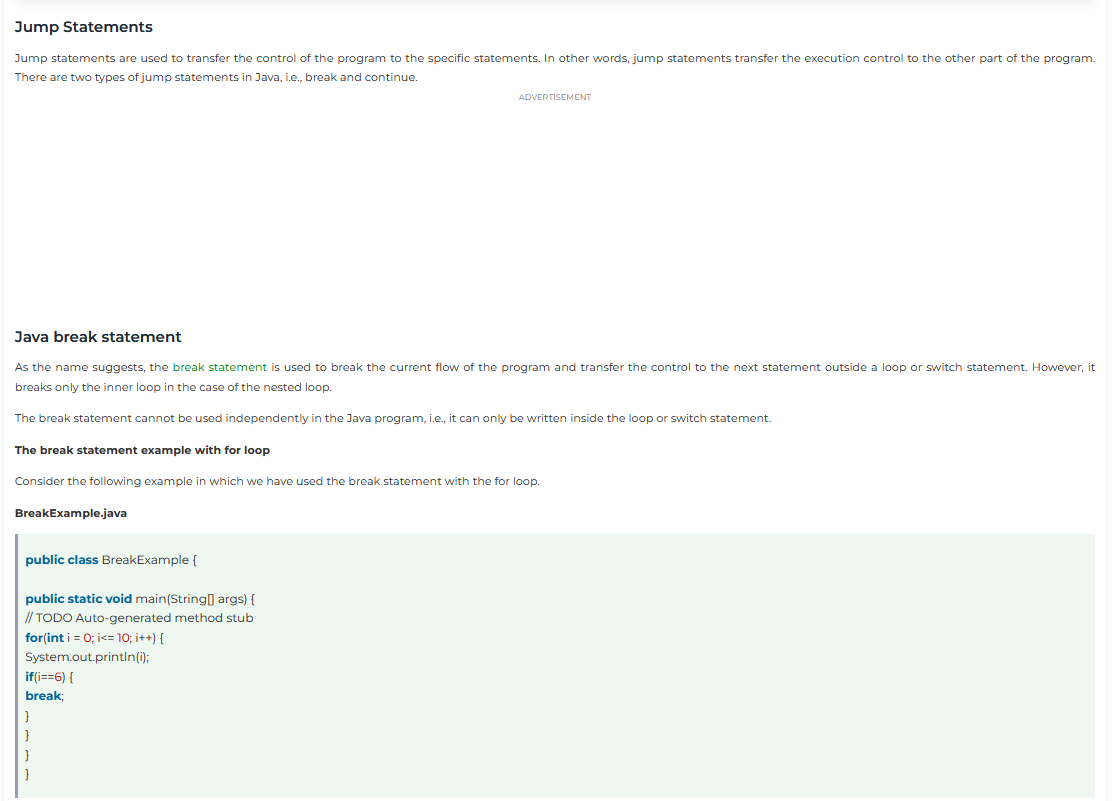 Jump Statements
Jump statements are used to transfer the control of the program to the specific statements. In other words, jump statements transfer the execution control to the other part of the program.
There are two types of jump statements in Java, i.e., break and continue.
ADVERTISEMENT
Java break statement
As the name suggests, the break statement is used to break the current flow of the program and transfer the control to the next statement outside a loop or switch statement. However, it
breaks only the inner loop in the case of the nested loop.
The break statement cannot be used independently in the Java program, i.e., it can only be written inside the loop or switch statement.
The break statement example with for loop
Consider the following example in which we have used the break statement with the for loop.
BreakExample.java
public class BreakExample {
public static void main(String[] args) {
// TODO Auto-generated method stub
for(int i = 0; i<= 10; i++) {
System.out.println(i);
if(i==6) {
break;
}
}
}
}